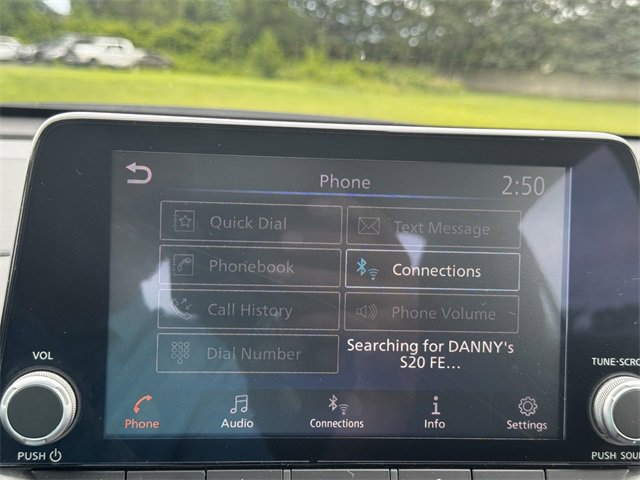 Phone
2:50
Quick Dial
Text Message
Phonebook
Connections
Call History
Phone Volume
Dial Number
Searching for DANNY's
S20 FE...
VOL
TUNE-SCRO
Phone
Audio
Connections
Info
Settings
PUSH
PUSH SOU